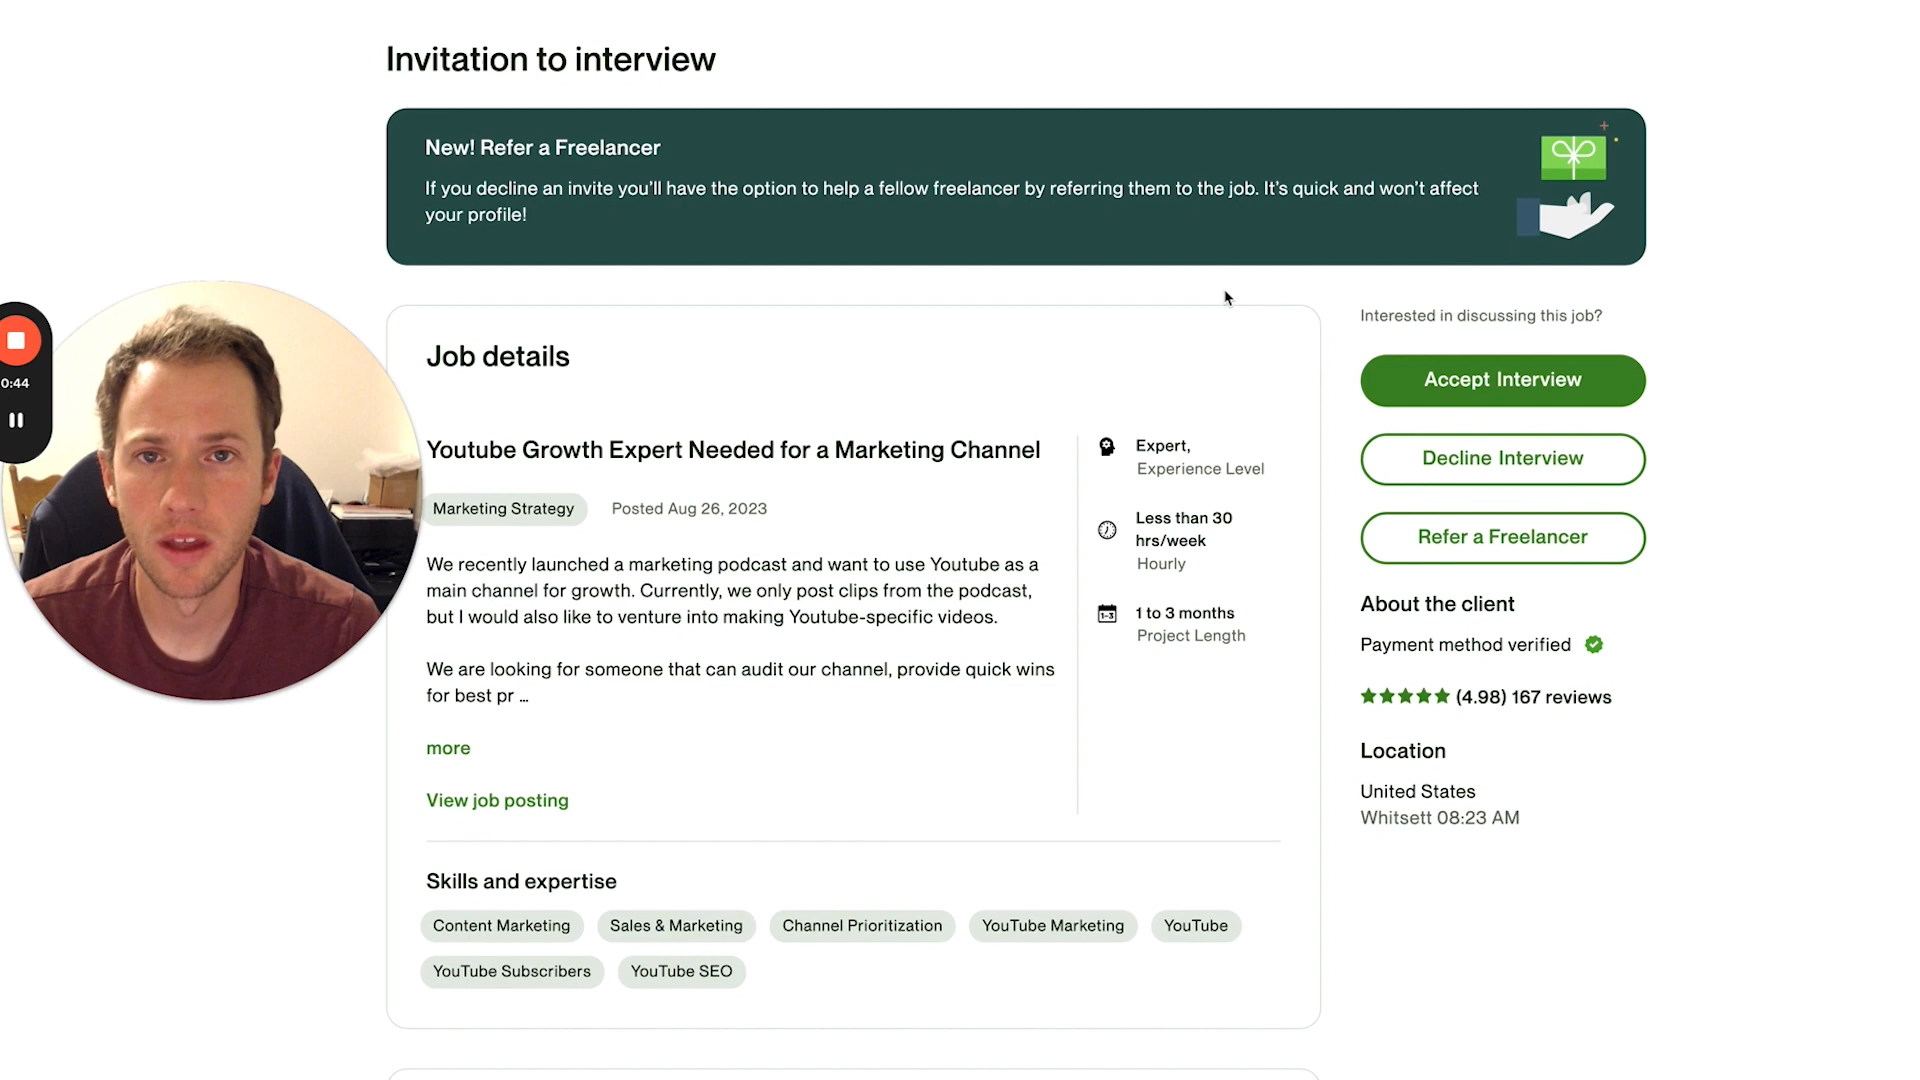 Invitation to interview
New! Refer a Freelancer
If you decline an invite you'll have the option to help a fellow freelancer by referring them to the job. It's quick and won't affect
your profile!
0:44
Job details
Youtube Growth Expert Needed for a Marketing Channel
Marketing Strategy
Posted Aug 26, 2023
We recently launched a marketing podcast and want to use Youtube as a
main channel for growth. Currently, we only post clips from the podcast,
but I would also like to venture into making Youtube-specific videos.
We are looking for someone that can audit our channel, provide quick wins
for best pr ...
more
View job posting
Expert,
Experience Level
Less than 30
hrs/week
Hourly
1-3
1 to 3 months
Project Length
Skills and expertise
Content Marketing
Sales & Marketing
Channel Prioritization
YouTube Marketing
YouTube
YouTube Subscribers
YouTube SEO
Interested in discussing this job?
Accept Interview
Decline Interview
Refer a Freelancer
About the client
Payment method verified
(4.98) 167 reviews
Location
United States
Whitsett 08:23 AM